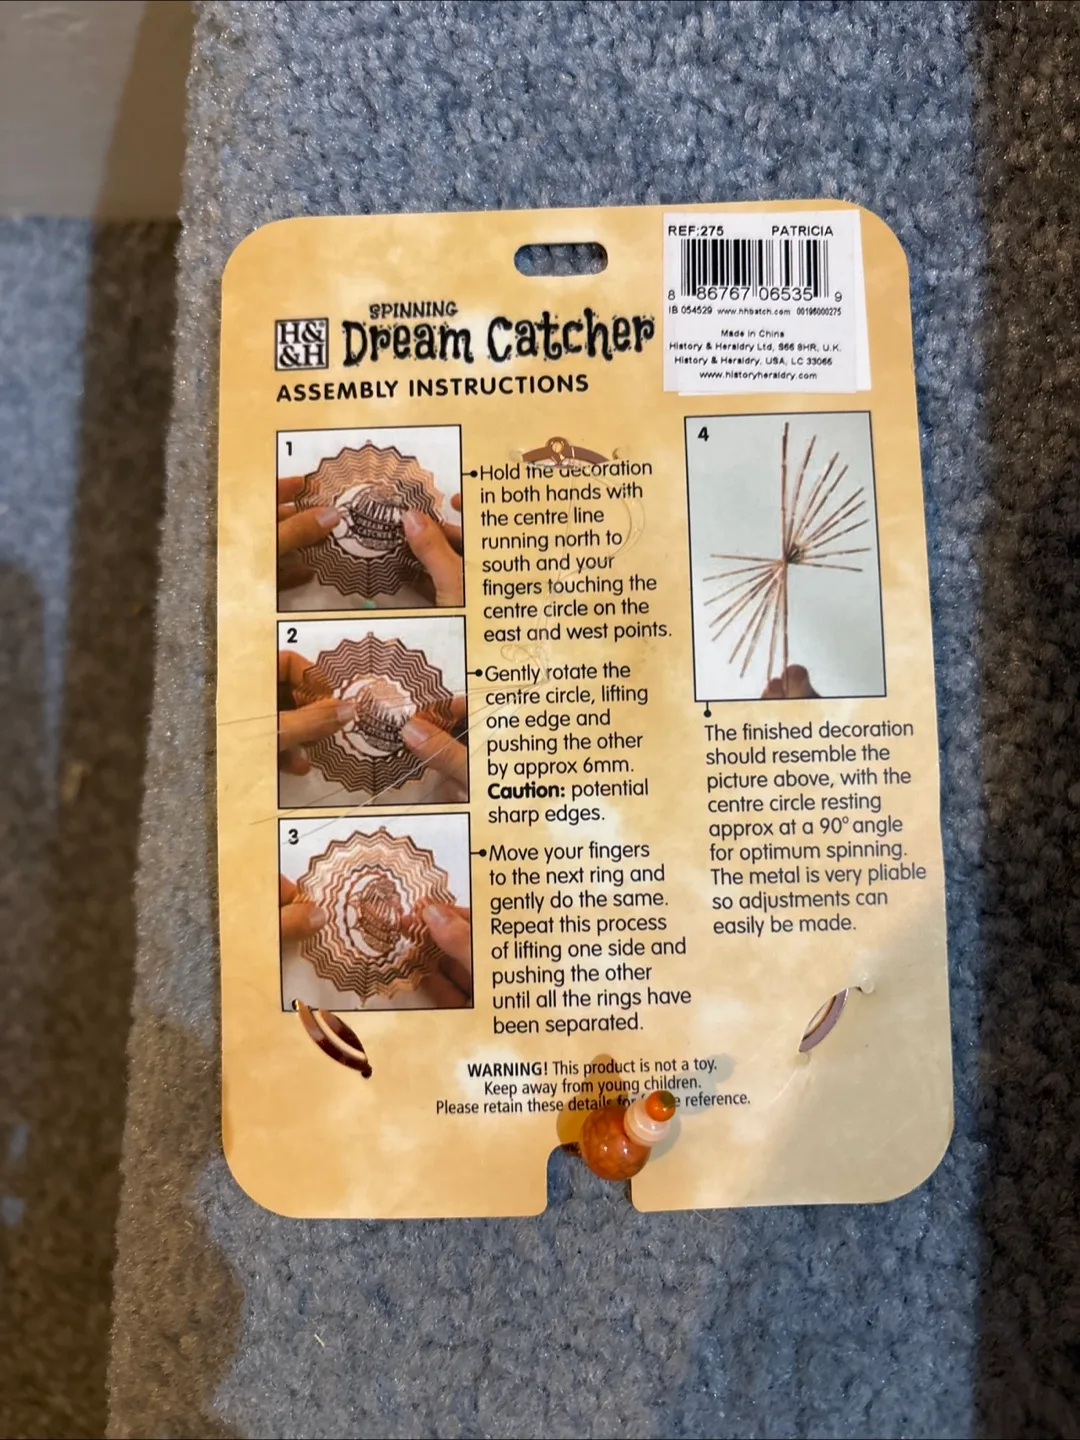 REF:275 PATRICIA
8 86767 06535 9
IB 054529 www.hhbatch.com 00195000275
Made in China
History & Heraldry Ltd, S66 8HR, U.K.
History & Heraldry, USA, LC 33066
www.historyheraldry.com
H&
&H
SPINNING
Dream Catcher
ASSEMBLY INSTRUCTIONS
1
Hold the decoration
in both hands with
the centre line
running north to
south and your
fingers touching the
centre circle on the
east and west points.
2
Gently rotate the
centre circle, lifting
one edge and
pushing the other
by approx 6mm.
Caution: potential
sharp edges.
3
Move your fingers
to the next ring and
gently do the same.
Repeat this process
of lifting one side and
pushing the other
until all the rings have
been separated.
4
The finished decoration
should resemble the
picture above, with the
centre circle resting
approx at a 90° angle
for optimum spinning.
The metal is very pliable
so adjustments can
easily be made.
WARNING! This product is not a toy.
Keep away from young children.
Please retain these details for reference.